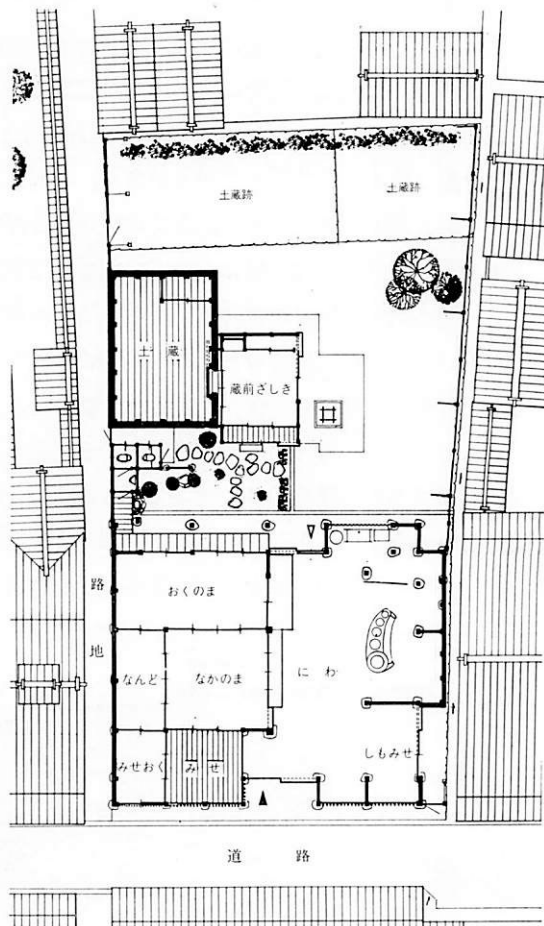 土蔵跡
土蔵跡
土蔵
蔵前ざしき
おくのま
路地
なんど
なかのま
にわ
しもみせ
みせおく
みせ
道路